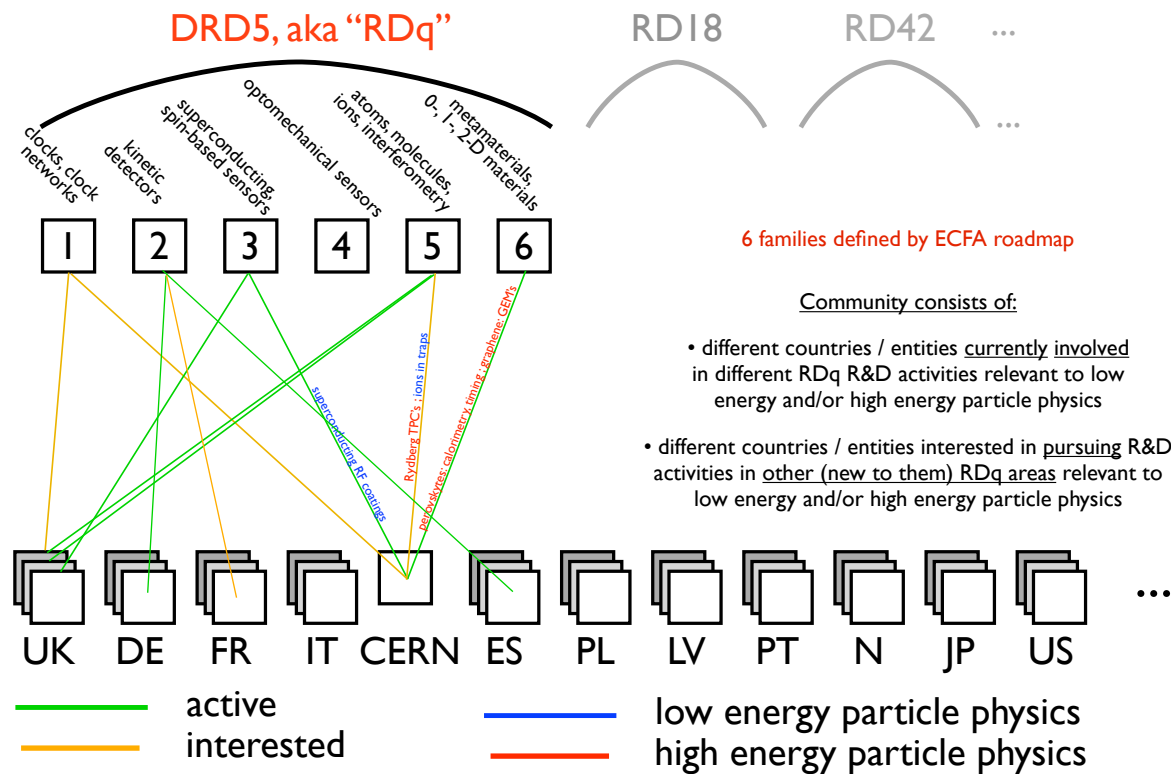 DRD5, aka “RDq”
RD18
RD42
...
...
clocks, clock
networks
kinetic
detectors
superconducting,
spin-based sensors
optomechanical sensors
atoms, molecules,
ions, interferometry
metamaterials,
0-, 1-, 2-D materials
1
2
3
4
5
6
6 families defined by ECFA roadmap
Community consists of:
• different countries / entities currently involved
in different RDq R&D activities relevant to low
energy and/or high energy particle physics
• different countries / entities interested in pursuing R&D
activities in other (new to them) RDq areas relevant to
low energy and/or high energy particle physics
superconducting RF coatings
Rydberg TPC's ; ions in traps
perovskytes: calorimetry, timing ; graphene: GEM's
...
UK
DE
FR
IT
CERN
ES
PL
LV
PT
N
JP
US
active
interested
low energy particle physics
high energy particle physics